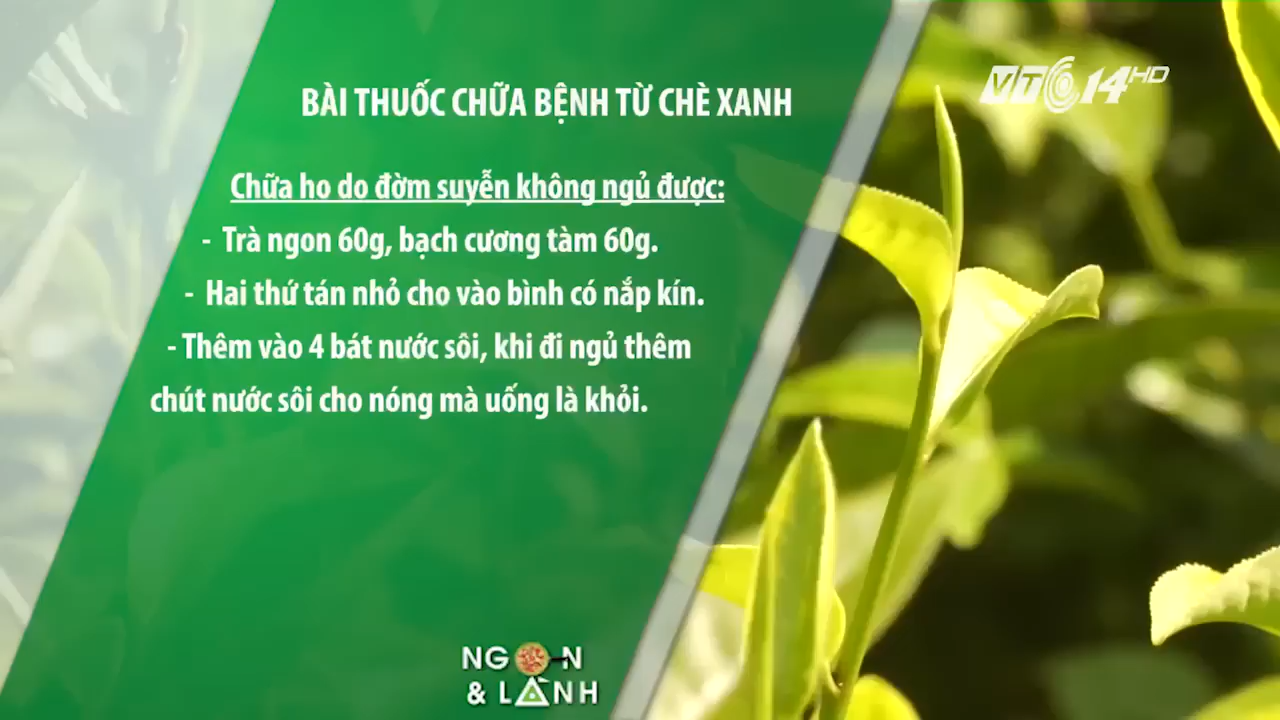 VTC14HD
BÀI THUỐC CHỮA BỆNH TỪ CHÈ XANH
Chữa ho do đờm suyễn không ngủ được:
- Trà ngon 60g, bạch cương tàm 60g.
- Hai thứ tán nhỏ cho vào bình có nắp kín.
- Thêm vào 4 bát nước sôi, khi đi ngủ thêm
chút nước sôi cho nóng mà uống là khỏi.
NGON
& LÀNH